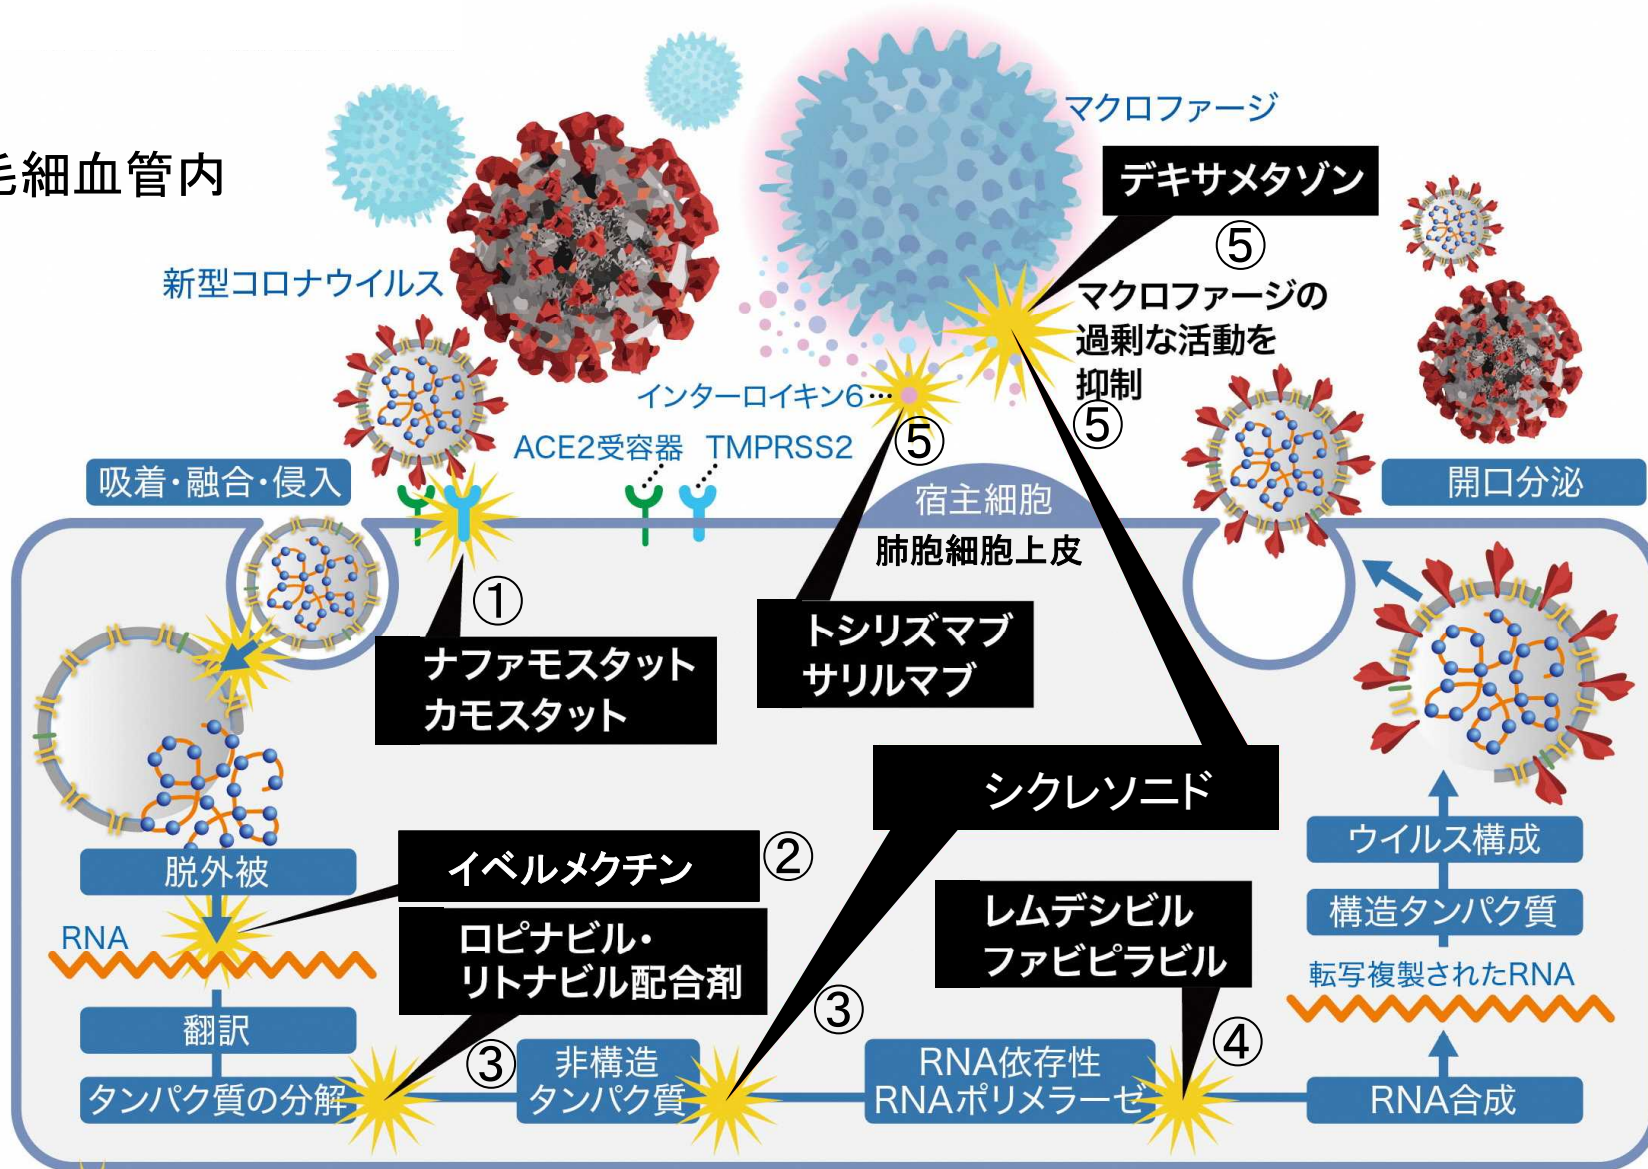 毛細血管内
マクロファージ
デキサメタゾン
⑤
新型コロナウイルス
マクロファージの
過剰な活動を
抑制
⑤
インターロイキン6
⑤
ACE2受容器 TMPRSS2
吸着・融合・侵入
宿主細胞
開口分泌
肺胞細胞上皮
①
ナファモスタット
カモスタット
トシリズマブ
サリルマブ
シクレソニド
イベルメクチン
②
脱外被
RNA
ロピナビル・
リトナビル配合剤
③
翻訳
タンパク質の分解
非構造
タンパク質
③
レムデシビル
ファビピラビル
④
RNA依存性
RNAポリメラーゼ
ウイルス構成
構造タンパク質
転写複製されたRNA
RNA合成